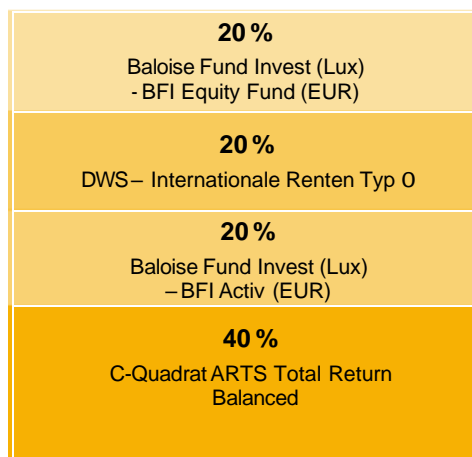 20 %
Baloise Fund Invest (Lux)
- BFI Equity Fund (EUR)
20 %
DWS – Internationale Renten Typ O
20 %
Baloise Fund Invest (Lux)
– BFI Activ (EUR)
40 %
C-Quadrat ARTS Total Return
Balanced